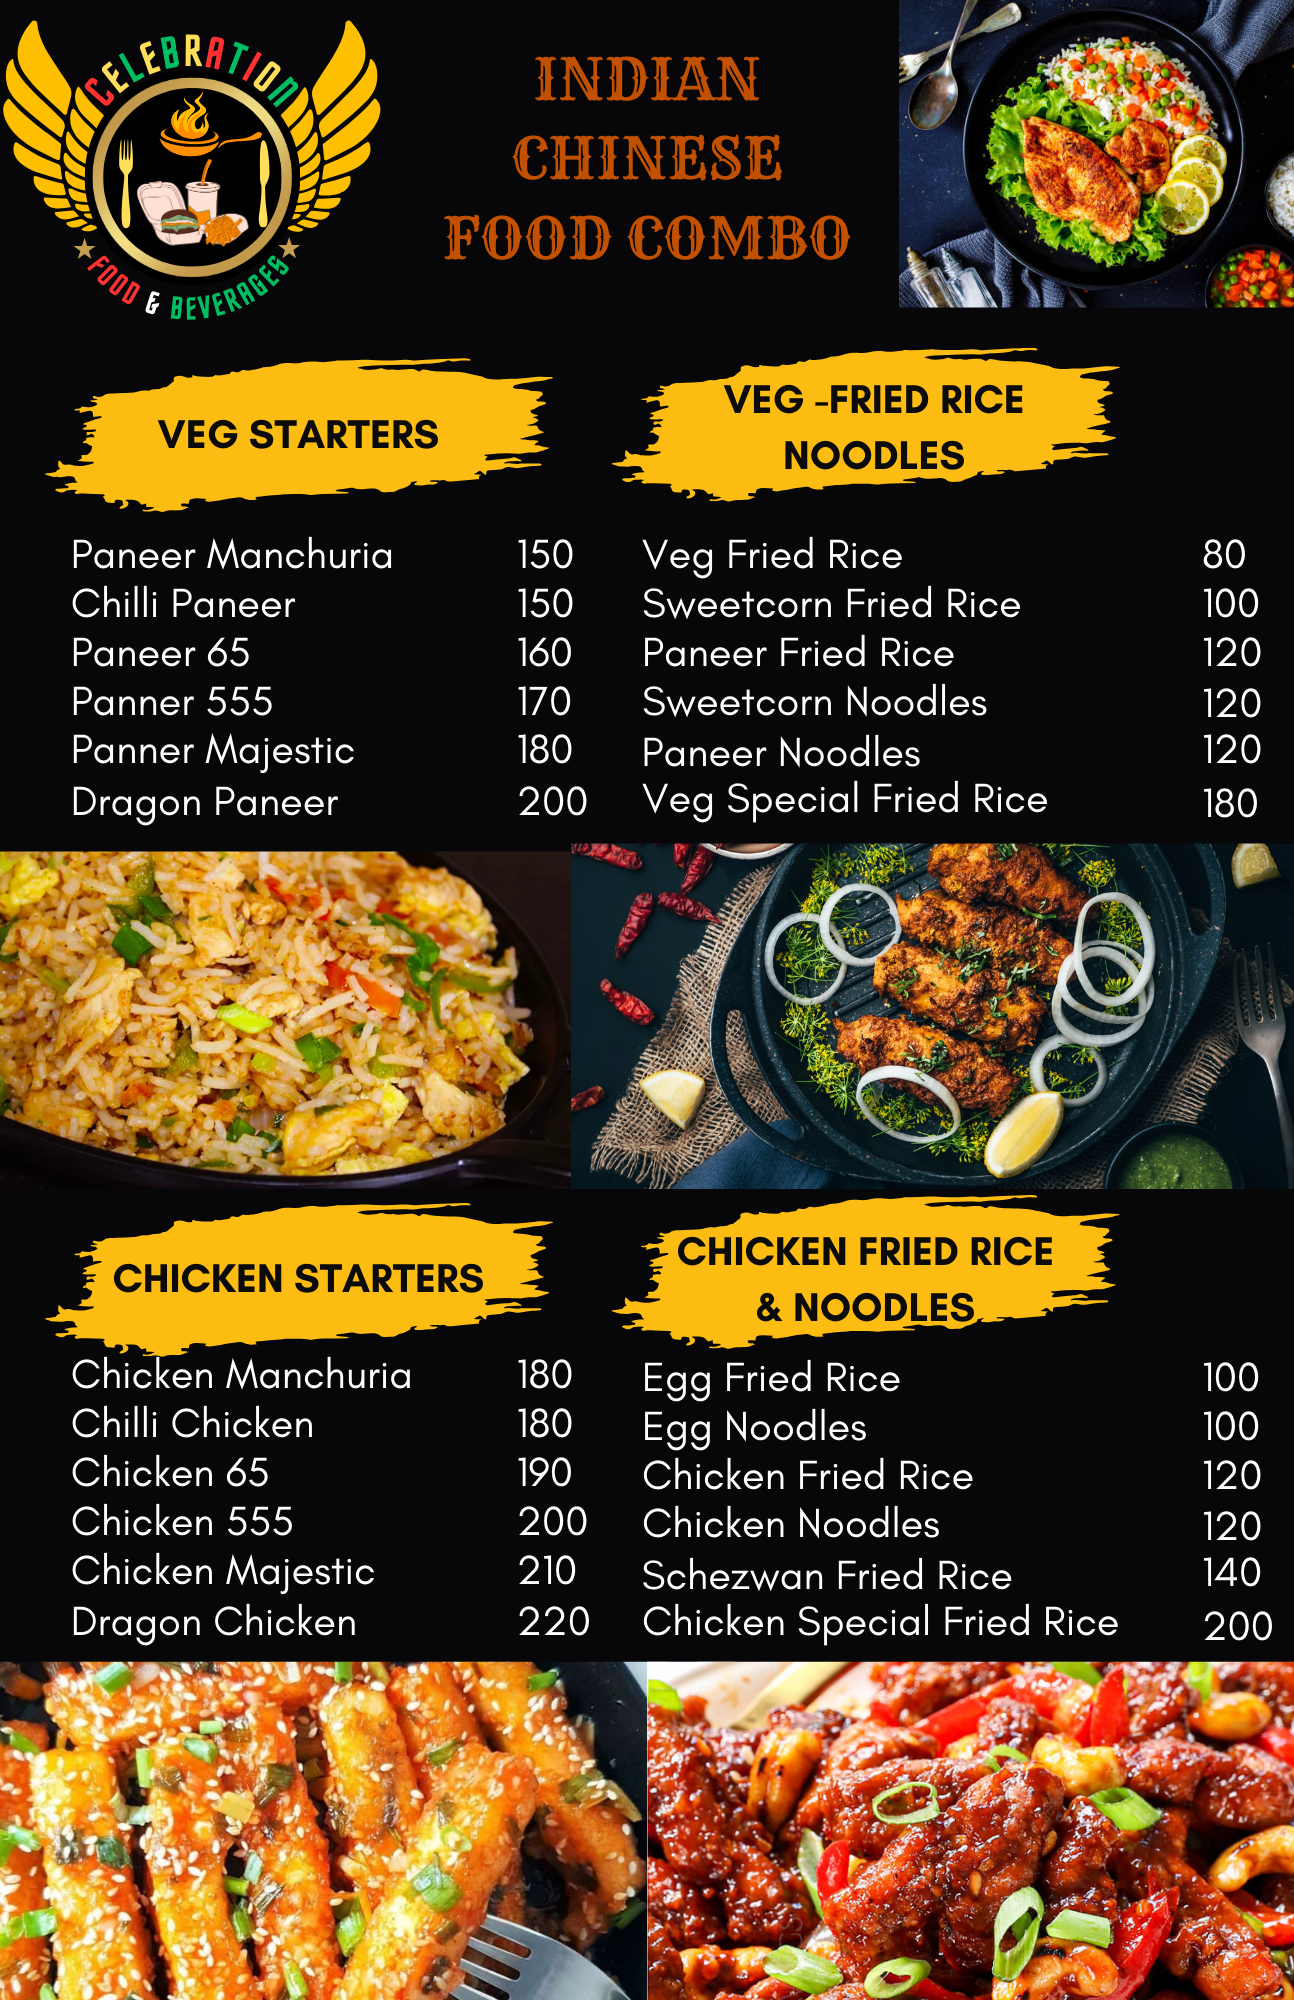 CELEBRATION
FOOD & BEVERAGES
INDIAN
CHINESE
FOOD COMBO
VEG STARTERS
Paneer Manchuria 150
Chilli Paneer 150
Paneer 65 160
Panner 555 170
Panner Majestic 180
Dragon Paneer 200
VEG -FRIED RICE
NOODLES
Veg Fried Rice 80
Sweetcorn Fried Rice 100
Paneer Fried Rice 120
Sweetcorn Noodles 120
Paneer Noodles 120
Veg Special Fried Rice 180
CHICKEN STARTERS
Chicken Manchuria 180
Chilli Chicken 180
Chicken 65 190
Chicken 555 200
Chicken Majestic 210
Dragon Chicken 220
CHICKEN FRIED RICE
& NOODLES
Egg Fried Rice 100
Egg Noodles 100
Chicken Fried Rice 120
Chicken Noodles 120
Schezwan Fried Rice 140
Chicken Special Fried Rice 200